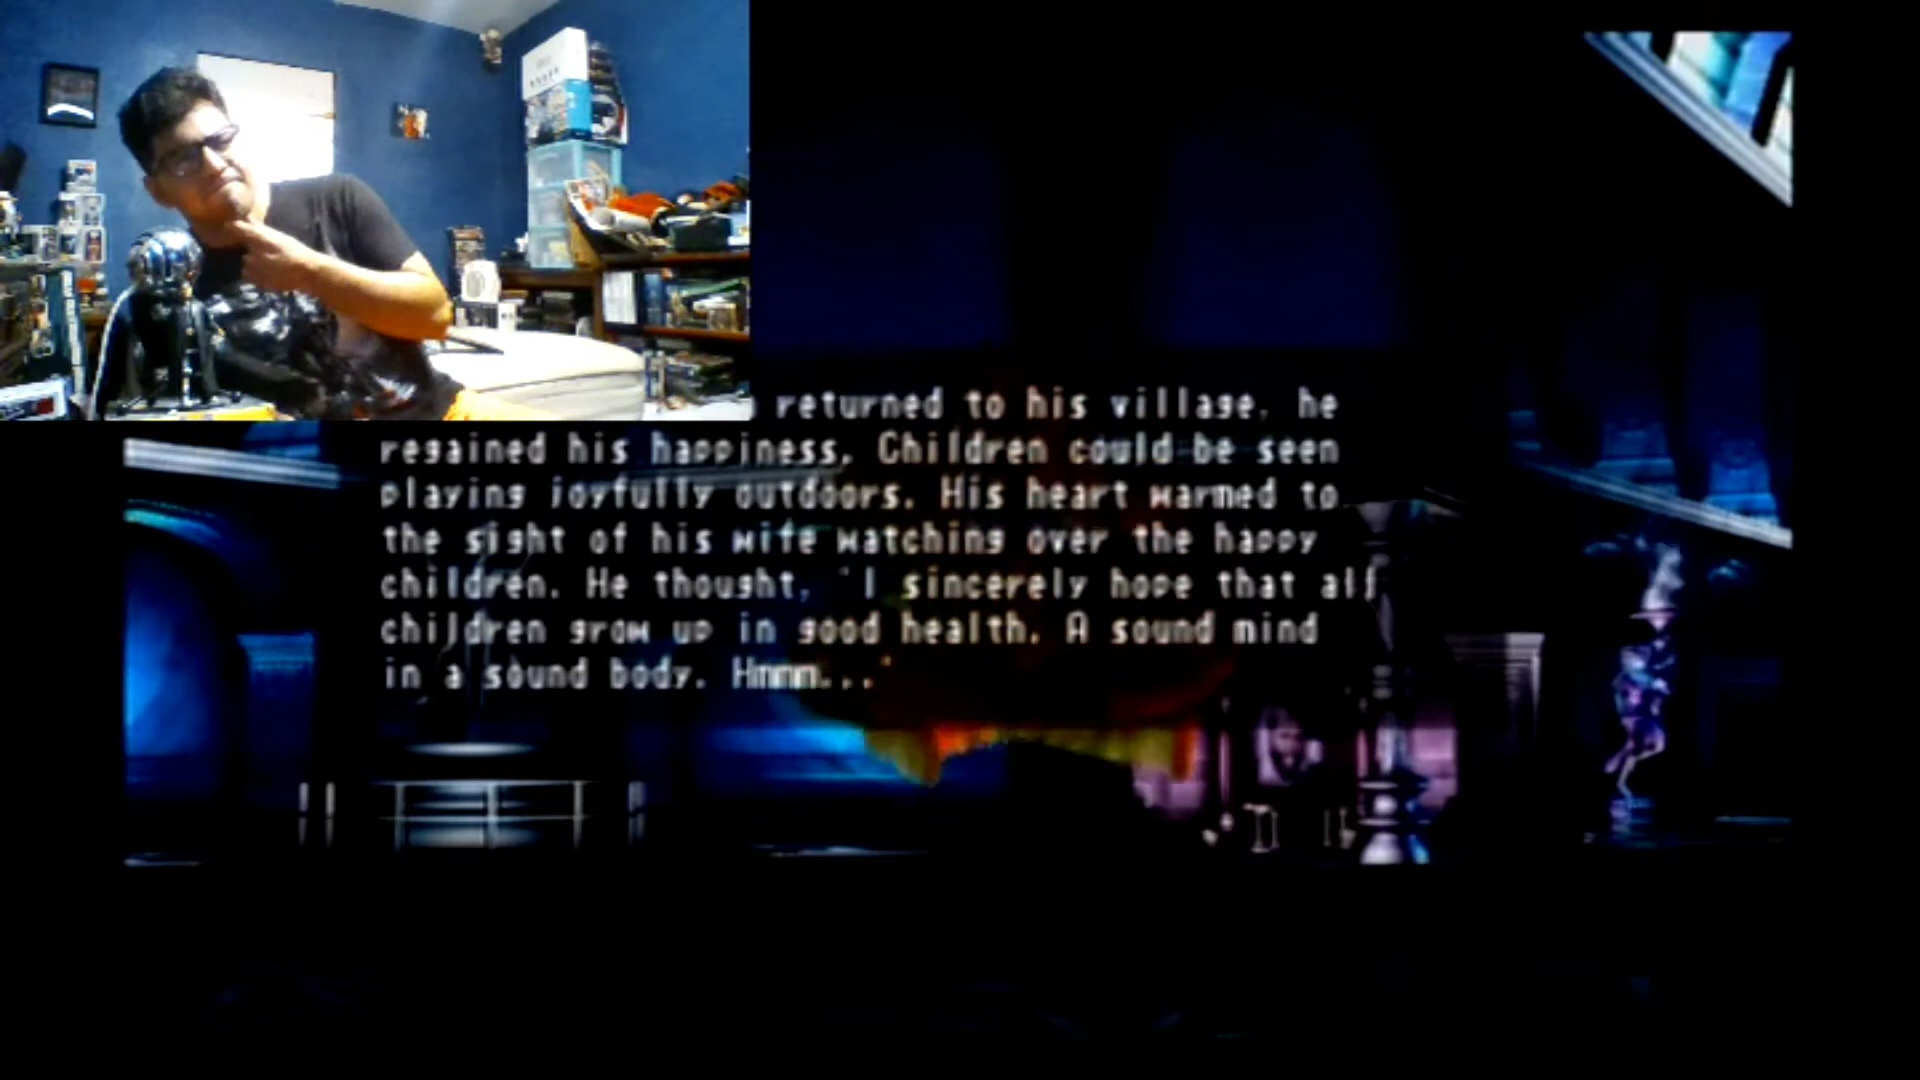 returned to his village, he
regained his happiness. Children could be seen
playing joyfully outdoors. His heart warmed to
the sight of his wife watching over the happy
children. He thought, "I sincerely hope that all
children grow up in good health. A sound mind
in a sound body. Hmmm..."